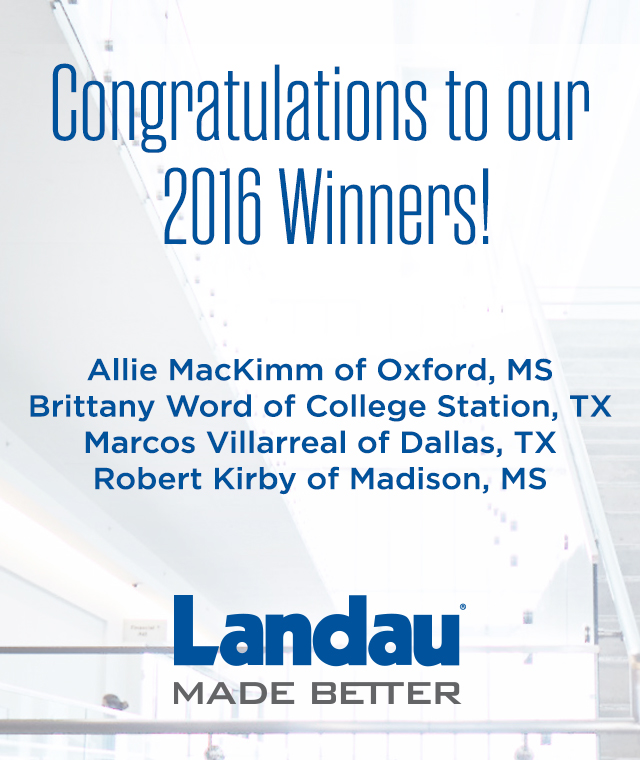 Congratulations to our
2016 Winners!
Allie MacKimm of Oxford, MS
Brittany Word of College Station, TX
Marcos Villarreal of Dallas, TX
Robert Kirby of Madison, MS
Landau®
MADE BETTER